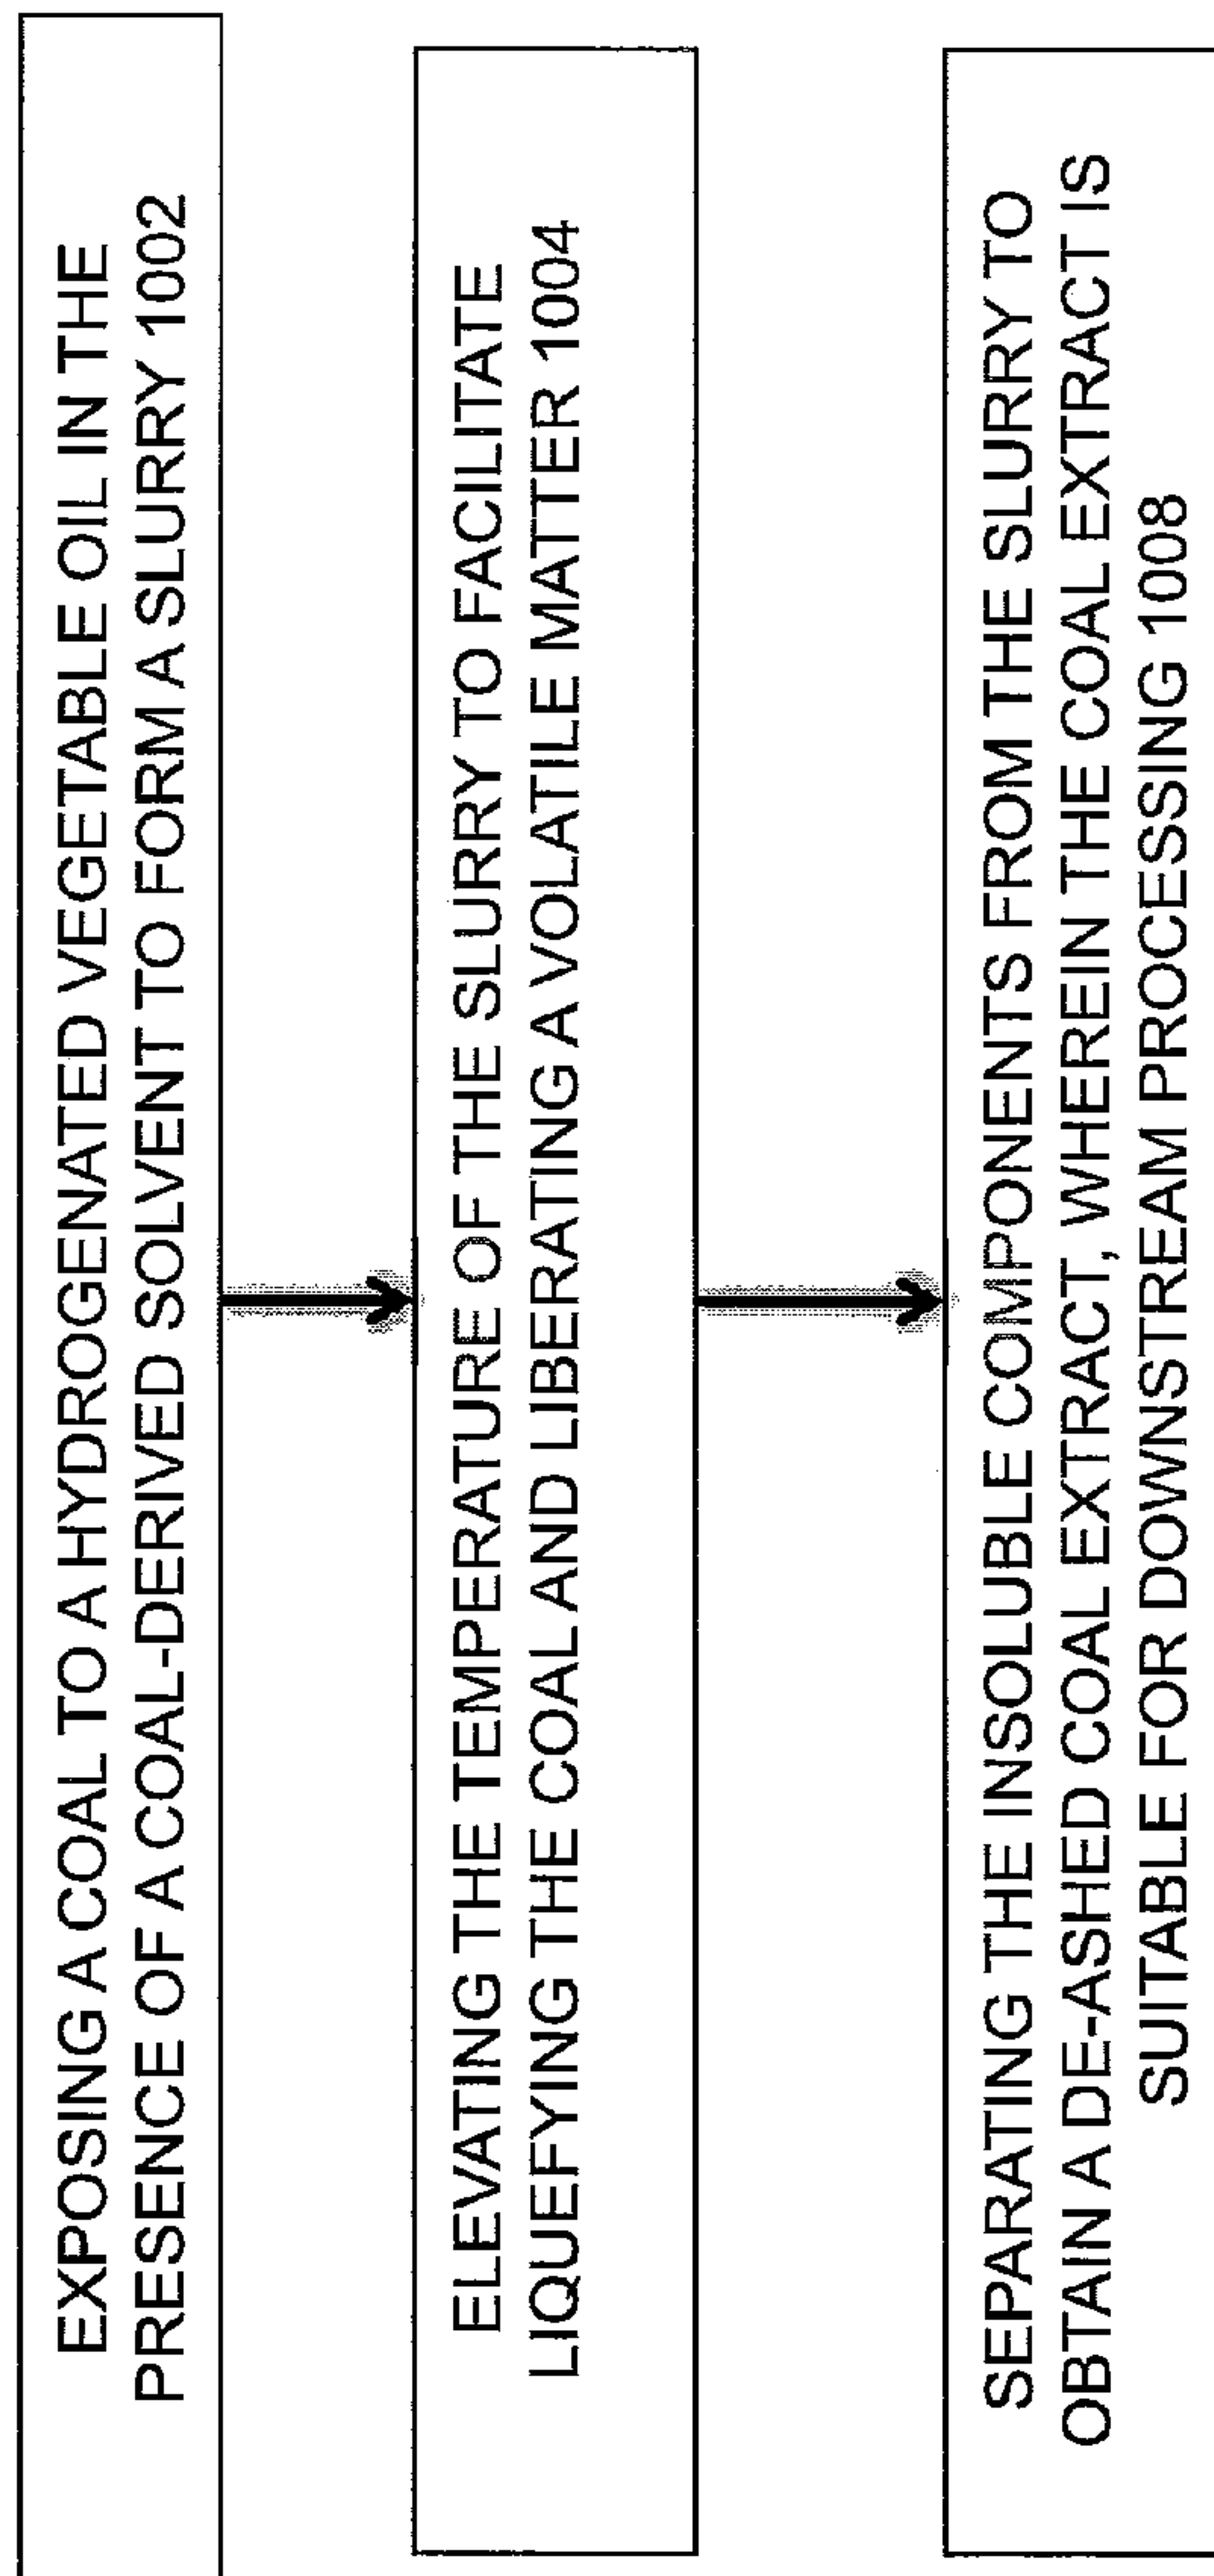 EXPOSING A COAL TO A HYDROGENATED VEGETABLE OIL IN THE
PRESENCE OF A COAL-DERIVED SOLVENT TO FORM A SLURRY 1002
ELEVATING THE TEMPERATURE OF THE SLURRY TO FACILITATE
LIQUEFYING THE COAL AND LIBERATING A VOLATILE MATTER 1004
SEPARATING THE INSOLUBLE COMPONENTS FROM THE SLURRY TO
OBTAIN A DE-ASHED COAL EXTRACT, WHEREIN THE COAL EXTRACT IS
SUITABLE FOR DOWNSTREAM PROCESSING 1008